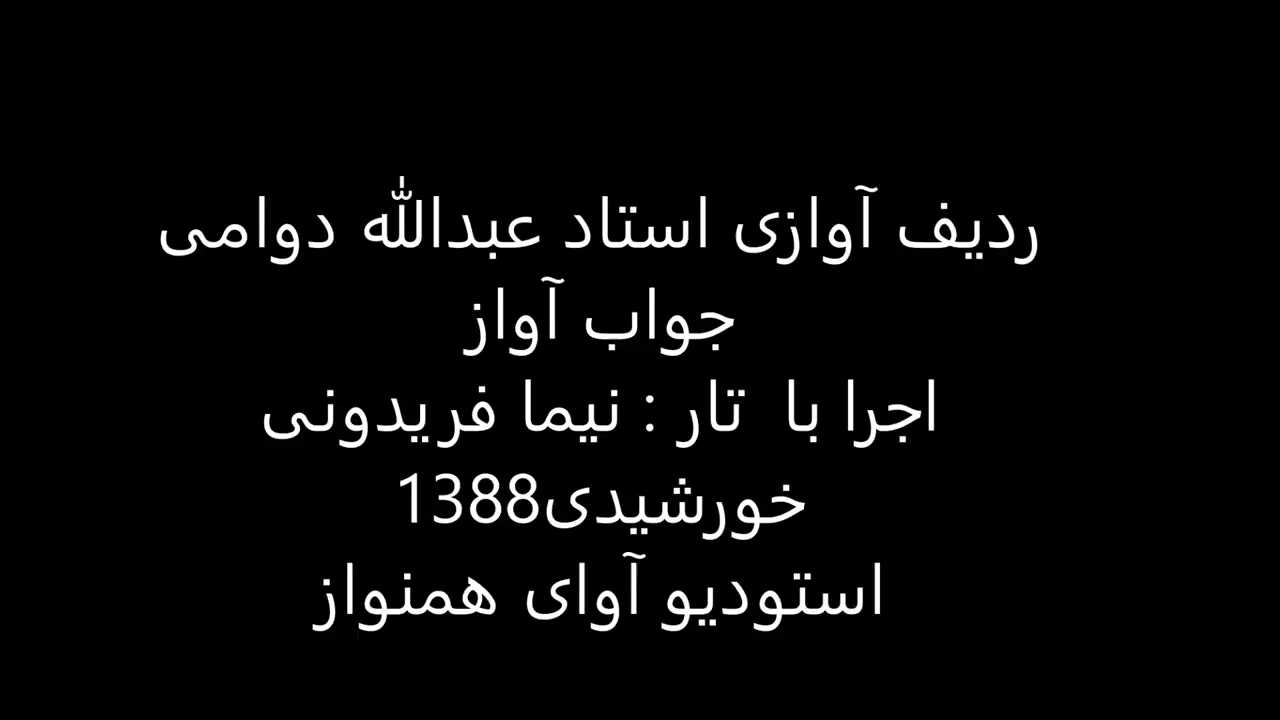 ردیف آوازی استاد عبدالله دوامی
جواب آواز
اجرا با  تار : نیما فریدونی
خورشیدی1388
استودیو آوای همنواز